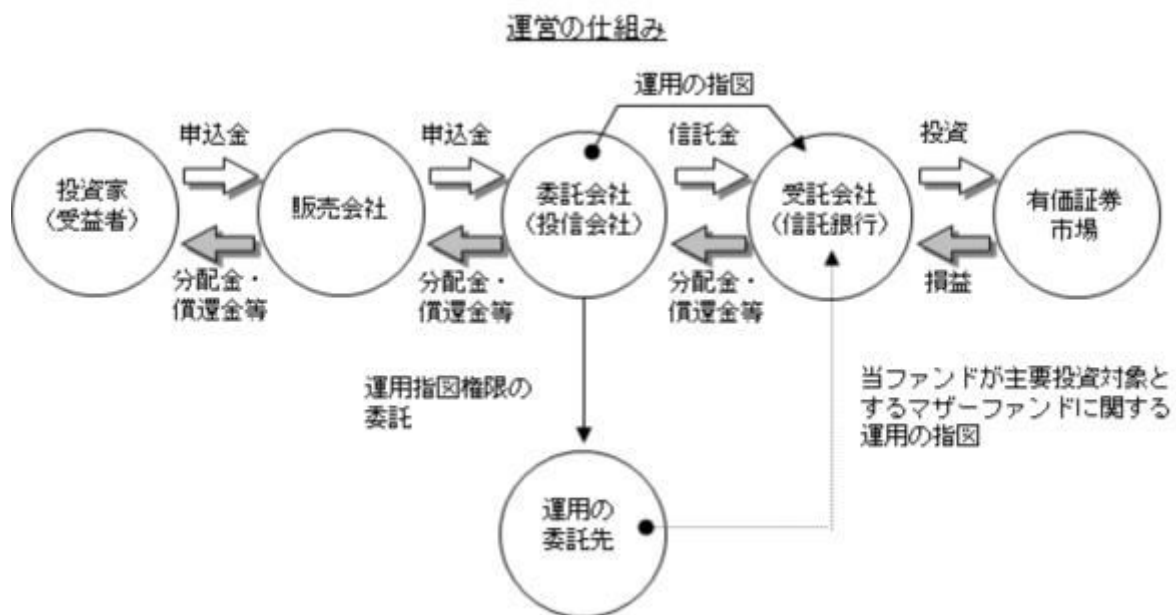 運営の仕組み
運用の指図
申込金
申込金
信託金
投資
投資家
(受益者)
販売会社
委託会社
(投信会社)
受託会社
(信託銀行)
有価証券
市場
分配金・
償還金等
分配金・
償還金等
分配金・
償還金等
損益
運用指図権限の
委託
当ファンドが主要投資対象と
するマザーファンドに関する
運用の指図
運用の
委託先